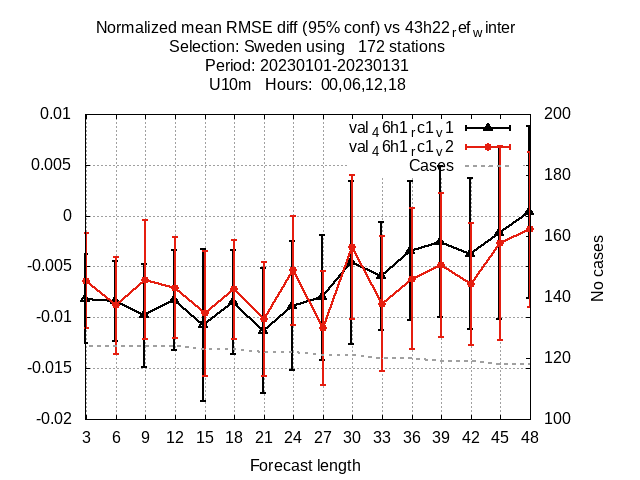 Normalized mean RMSE diff (95% conf) vs 43h22ᵣef_winter
Selection: Sweden using   172 stations
Period: 20230101-20230131
U10m   Hours:  00,06,12,18
0.01
0.005
0
-0.005
-0.01
-0.015
-0.02
200
180
160
140
120
100
val₄6h1ᵣc1ᵥ1
val₄6h1ᵣc1ᵥ2
Cases
No cases
3 6 9 12 15 18 21 24 27 30 33 36 39 42 45 48
Forecast length